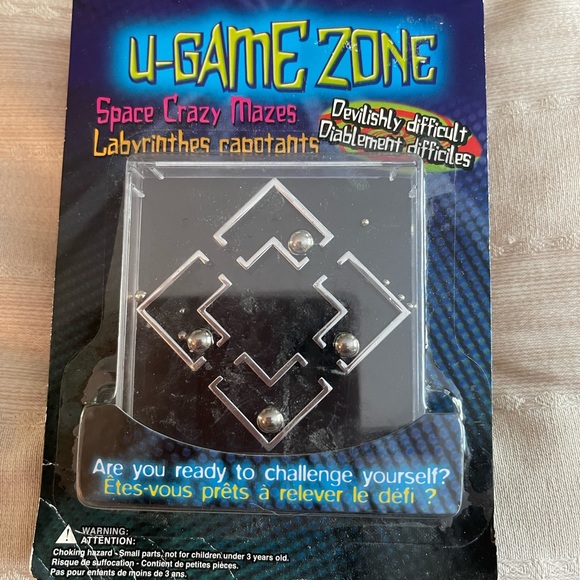 U-GAME ZONE
Space Crazy Mazes
Labyrinthes capotants
Devilishly difficult
Diablement difficiles
Are you ready to challenge yourself?
Êtes-vous prêts à relever le défi ?
WARNING:
ATTENTION:
Choking hazard - Small parts, not for children under 3 years old.
Risque de suffocation - Contient de petites pièces.
Pas pour enfants de moins de 3 ans.